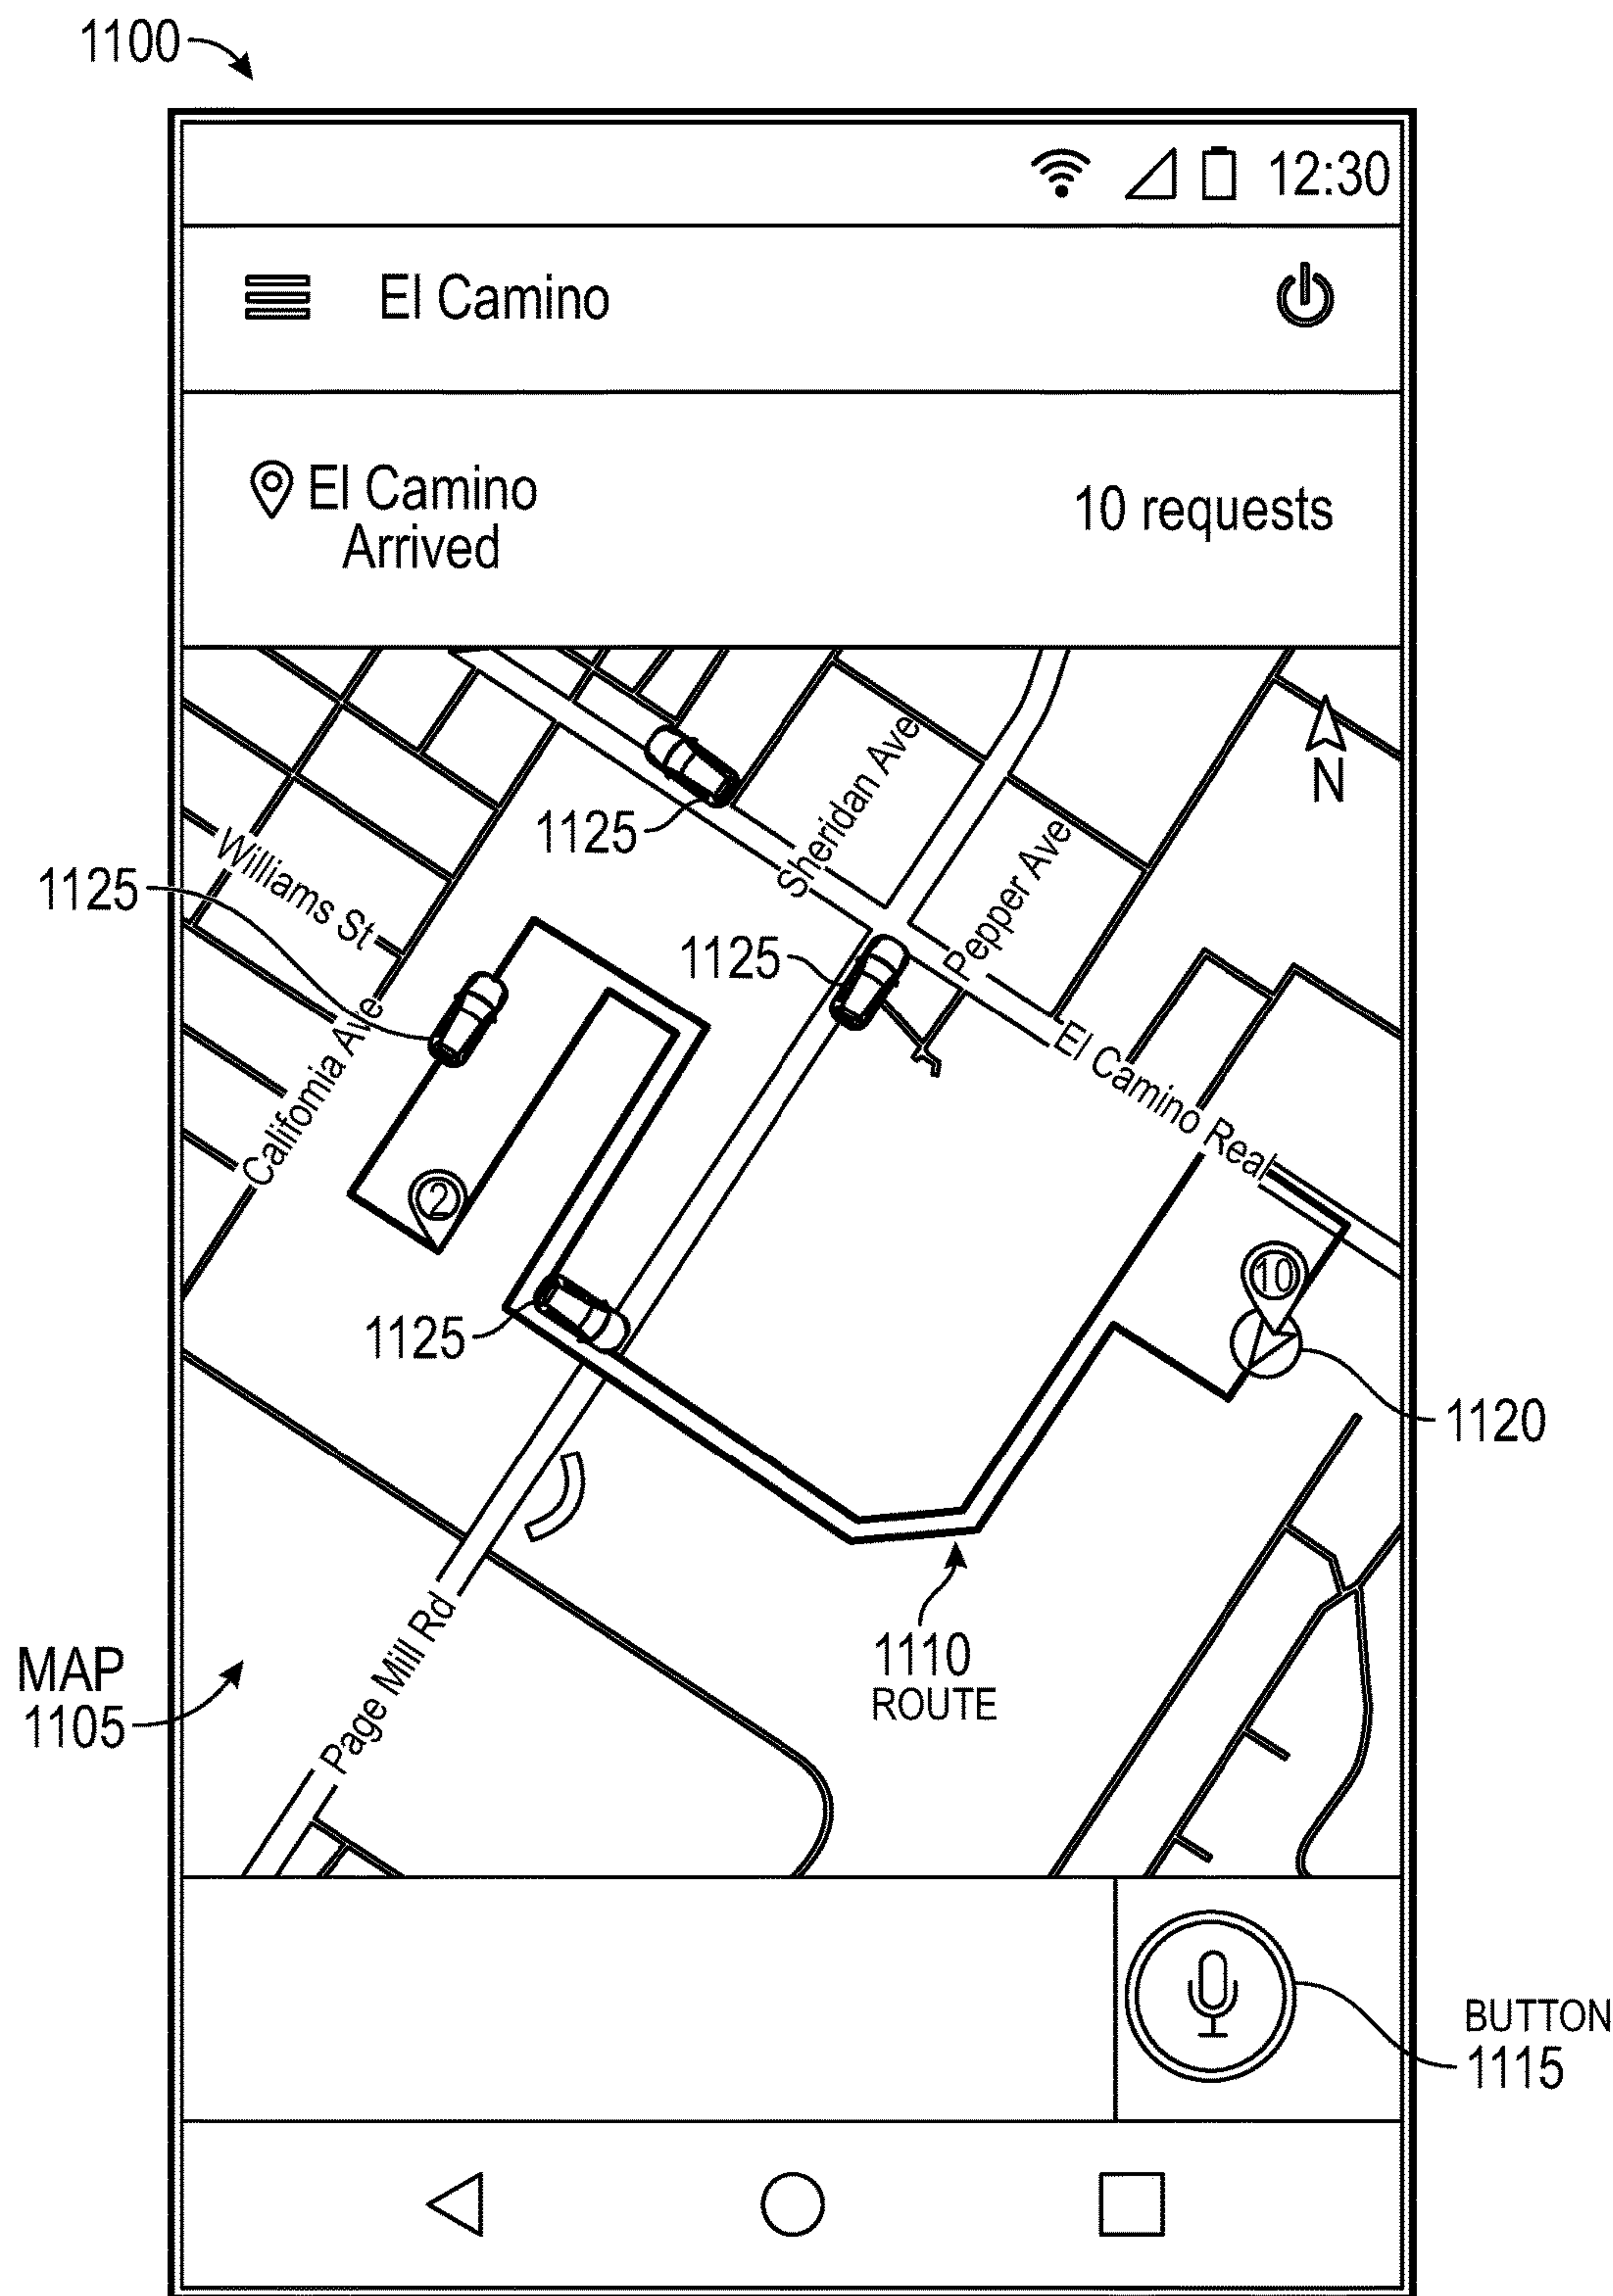 1100
12:30
El Camino
El Camino
Arrived
10 requests
N
Sheridan Ave
1125
Williams St
1125
Pepper Ave
1125
El Camino Real
California Ave
2
10
1125
1120
1110
ROUTE
MAP
1105
Page Mill Rd
BUTTON
1115